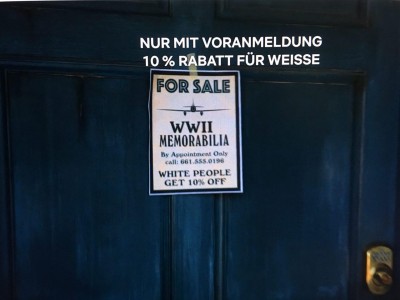 NUR MIT VORANMELDUNG
10 % RABATT FÜR WEISSE
FOR SALE
WWII
MEMORABILIA
By Appointment Only
call: 661.555.0196
WHITE PEOPLE
GET 10% OFF